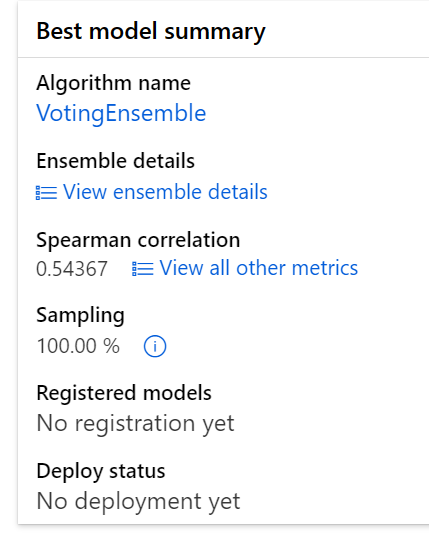 Best model summary
Algorithm name
VotingEnsemble
Ensemble details
View ensemble details
Spearman correlation
0.54367 View all other metrics
Sampling
100.00 %
Registered models
No registration yet
Deploy status
No deployment yet